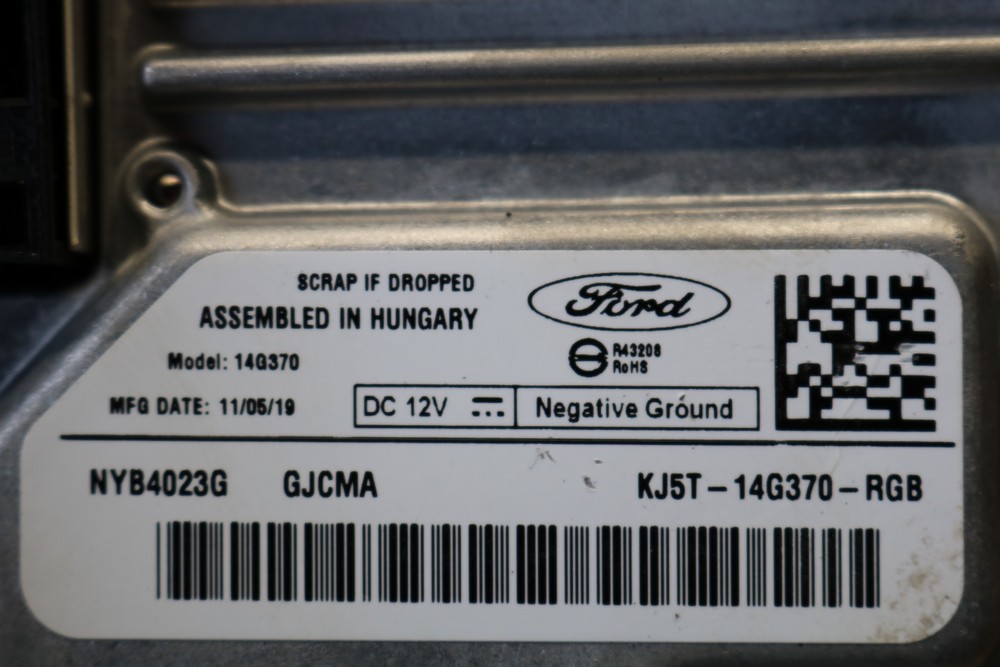 SCRAP IF DROPPED
ASSEMBLED IN HUNGARY
Model: 14G370
MFG DATE: 11/05/19
Ford
R43208
RoHS
DC 12V
Negative Ground
NYB4023G GJCMA KJ5T-14G370-RGB